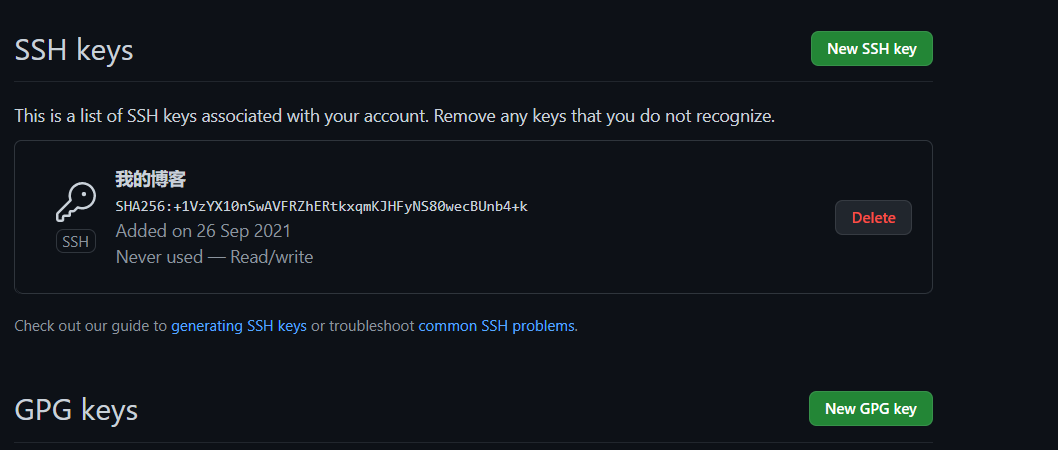 SSH keys
New SSH key
This is a list of SSH keys associated with your account. Remove any keys that you do not recognize.
我的博客
SHA256:+1VzYX10nSwAVFRZhERtkxqmKJHFyNS80wecBUnb4+k
Added on 26 Sep 2021
Never used — Read/write
SSH
Delete
Check out our guide to generating SSH keys or troubleshoot common SSH problems.
GPG keys
New GPG key